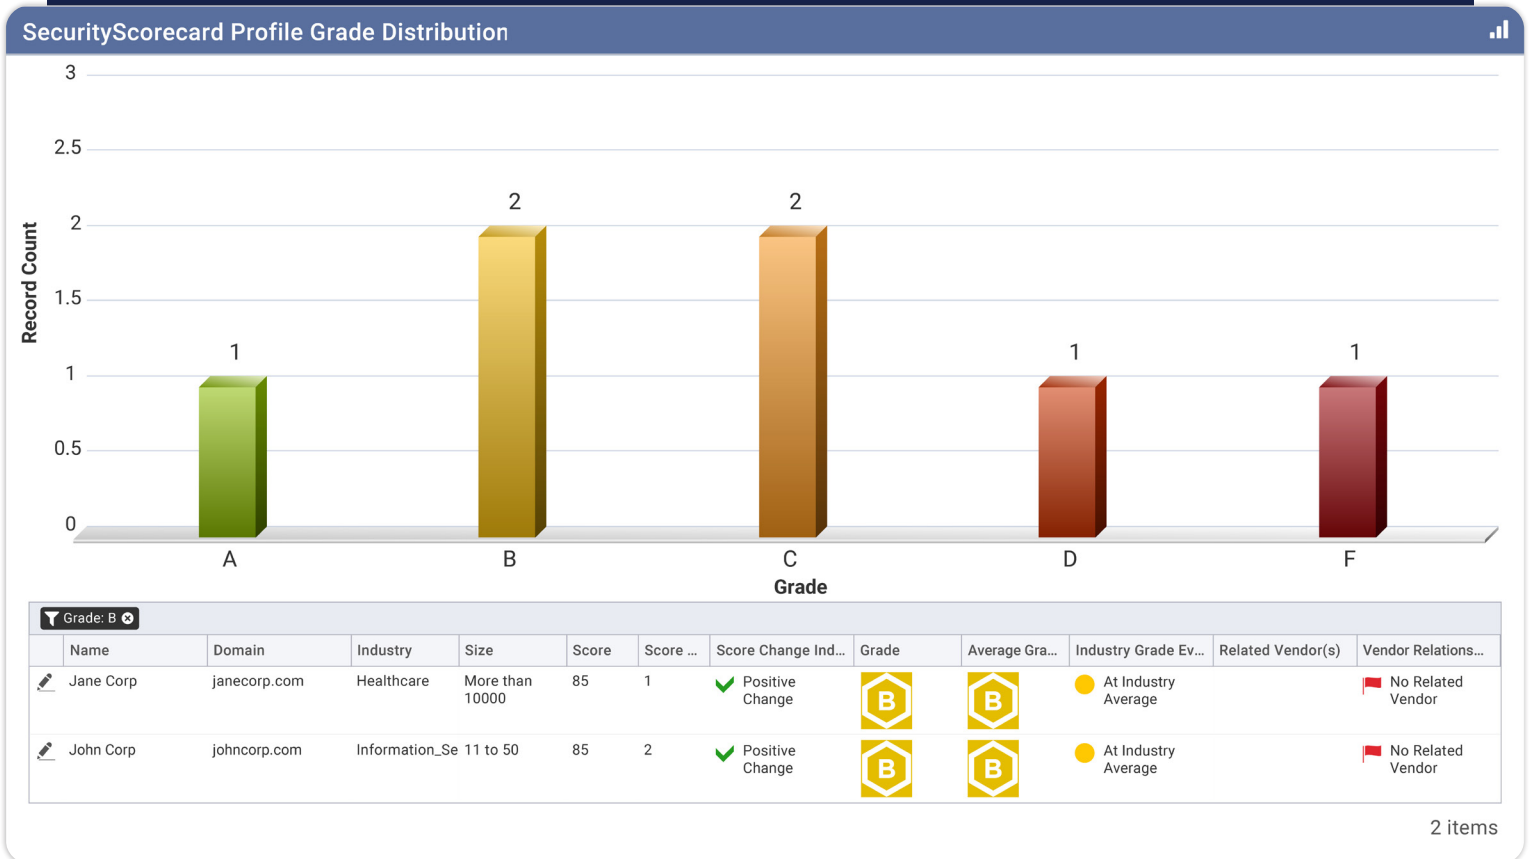 SecurityScorecard Profile Grade Distribution
3
2.5
2
1.5
1
0.5
0
Record Count
1
2
2
1
1
A B C D F
Grade
Grade: B
Name Domain Industry Size Score Score ... Score Change Ind... Grade Average Gra... Industry Grade Ev... Related Vendor(s) Vendor Relations...
Jane Corp janecorp.com Healthcare More than 85 1 Positive B B At Industry No Related
10000 Change Average Vendor
John Corp johncorp.com Information_Se 11 to 50 85 2 Positive B B At Industry No Related
Change Average Vendor
2 items